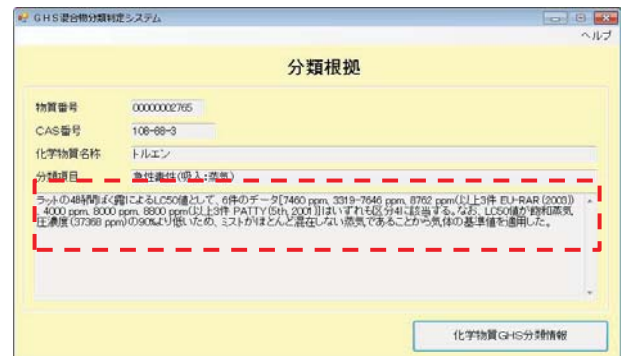 GHS混合物分類判定システム
ヘルプ
分類根拠
物質番号 00000002765
CAS番号 108-88-3
化学物質名称 トルエン
分類項目 急性毒性(吸入:蒸気)
ラットの4時間ばく露によるLC50値として、6件のデータ[7460 ppm, 3319-7646 ppm, 8762 ppm(以上3件 EU-RAR (2003))
, 4000 ppm, 8000 ppm, 8800 ppm(以上3件 PATTY(5th, 2001)]はいずれも区分4に該当する。なお、LC50値が飽和蒸気
圧濃度(37368 ppm)の90%より低いため、ミストがほとんど混在しない蒸気であることから気体の基準値を適用した。
化学物質GHS分類情報